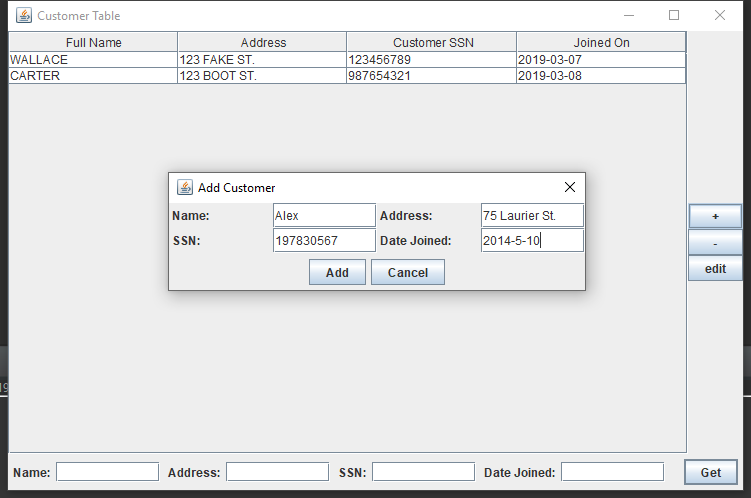 Customer Table
Full Name Address Customer SSN Joined On
WALLACE 123 FAKE ST. 123456789 2019-03-07
CARTER 123 BOOT ST. 987654321 2019-03-08
Add Customer
Name: Alex Address: 75 Laurier St.
SSN: 197830567 Date Joined: 2014-5-10
Add Cancel
+
-
edit
Name: Address: SSN: Date Joined: Get